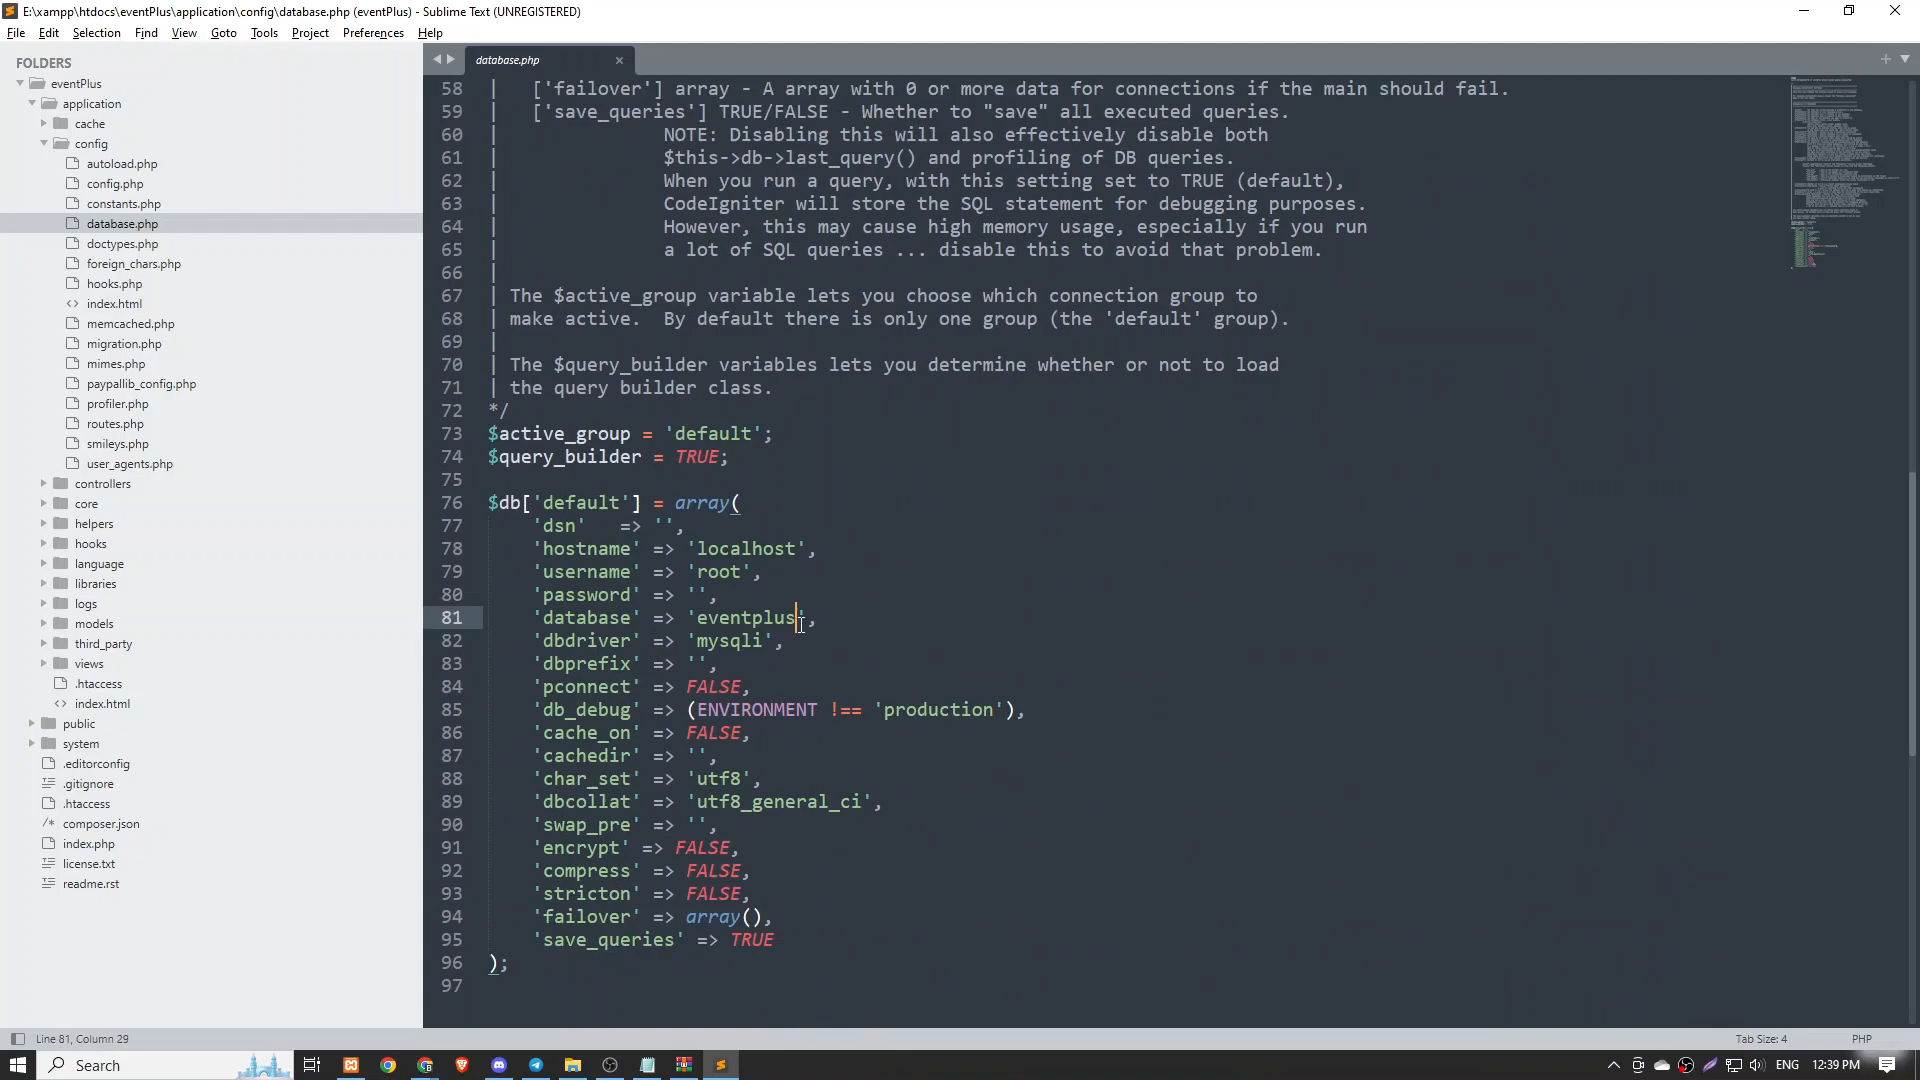 E:\xampp\htdocs\eventPlus\application\config\database.php (eventPlus) - Sublime Text (UNREGISTERED)
File Edit Selection Find View Goto Tools Project Preferences Help
FOLDERS
eventPlus
application
cache
config
autoload.php
config.php
constants.php
database.php
doctypes.php
foreign_chars.php
hooks.php
index.html
memcached.php
migration.php
mimes.php
paypallib_config.php
profiler.php
routes.php
smileys.php
user_agents.php
controllers
core
helpers
hooks
language
libraries
logs
models
third_party
views
.htaccess
index.html
public
system
.editorconfig
.gitignore
.htaccess
composer.json
index.php
license.txt
readme.rst
database.php
58 |   ['failover'] array - A array with 0 or more data for connections if the main should fail.
59 |   ['save_queries'] TRUE/FALSE - Whether to "save" all executed queries.
60 |               NOTE: Disabling this will also effectively disable both
61 |               $this->db->last_query() and profiling of DB queries.
62 |               When you run a query, with this setting set to TRUE (default),
63 |               CodeIgniter will store the SQL statement for debugging purposes.
64 |               However, this may cause high memory usage, especially if you run
65 |               a lot of SQL queries ... disable this to avoid that problem.
66 |
67 | The $active_group variable lets you choose which connection group to
68 | make active.  By default there is only one group (the 'default' group).
69 |
70 | The $query_builder variables lets you determine whether or not to load
71 | the query builder class.
72 */
73 $active_group = 'default';
74 $query_builder = TRUE;
75
76 $db['default'] = array(
77     'dsn'   => '',
78     'hostname' => 'localhost',
79     'username' => 'root',
80     'password' => '',
81     'database' => 'eventplus',
82     'dbdriver' => 'mysqli',
83     'dbprefix' => '',
84     'pconnect' => FALSE,
85     'db_debug' => (ENVIRONMENT !== 'production'),
86     'cache_on' => FALSE,
87     'cachedir' => '',
88     'char_set' => 'utf8',
89     'dbcollat' => 'utf8_general_ci',
90     'swap_pre' => '',
91     'encrypt' => FALSE,
92     'compress' => FALSE,
93     'stricton' => FALSE,
94     'failover' => array(),
95     'save_queries' => TRUE
96 );
97
Line 81, Column 29
Tab Size: 4
PHP
Search
ENG
12:39 PM